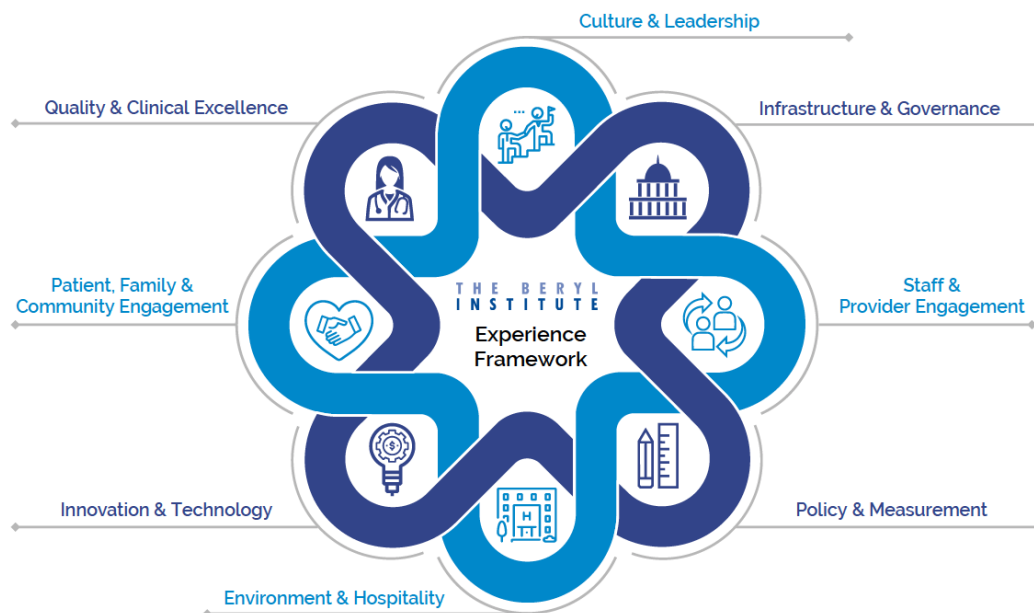 Culture & Leadership
Quality & Clinical Excellence
Infrastructure & Governance
Patient, Family &
Community Engagement
THE BERYL
INSTITUTE
Experience
Framework
Staff &
Provider Engagement
H
Innovation & Technology
Policy & Measurement
Environment & Hospitality